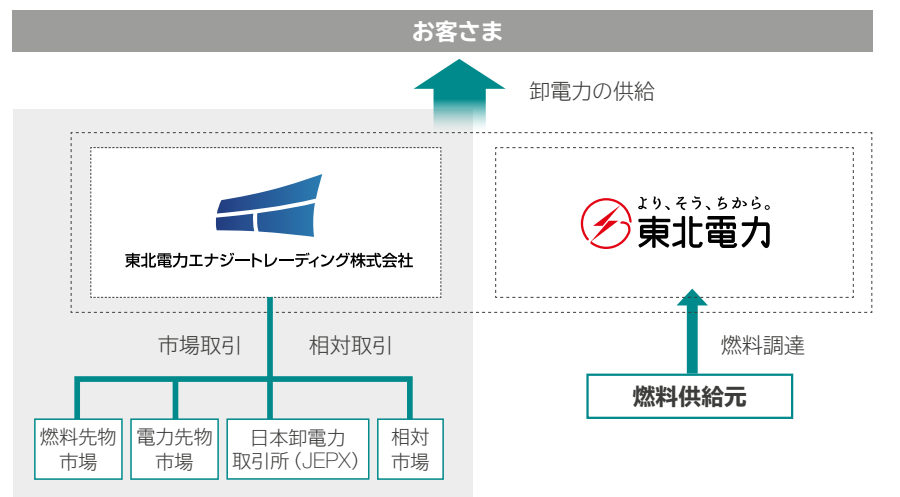 お客さま
卸電力の供給
東北電力エナジートレーディング株式会社
より、そう、ちから。
東北電力
市場取引
相対取引
燃料調達
燃料供給元
燃料先物
市場
電力先物
市場
日本卸電力
取引所（JEPX）
相対
市場